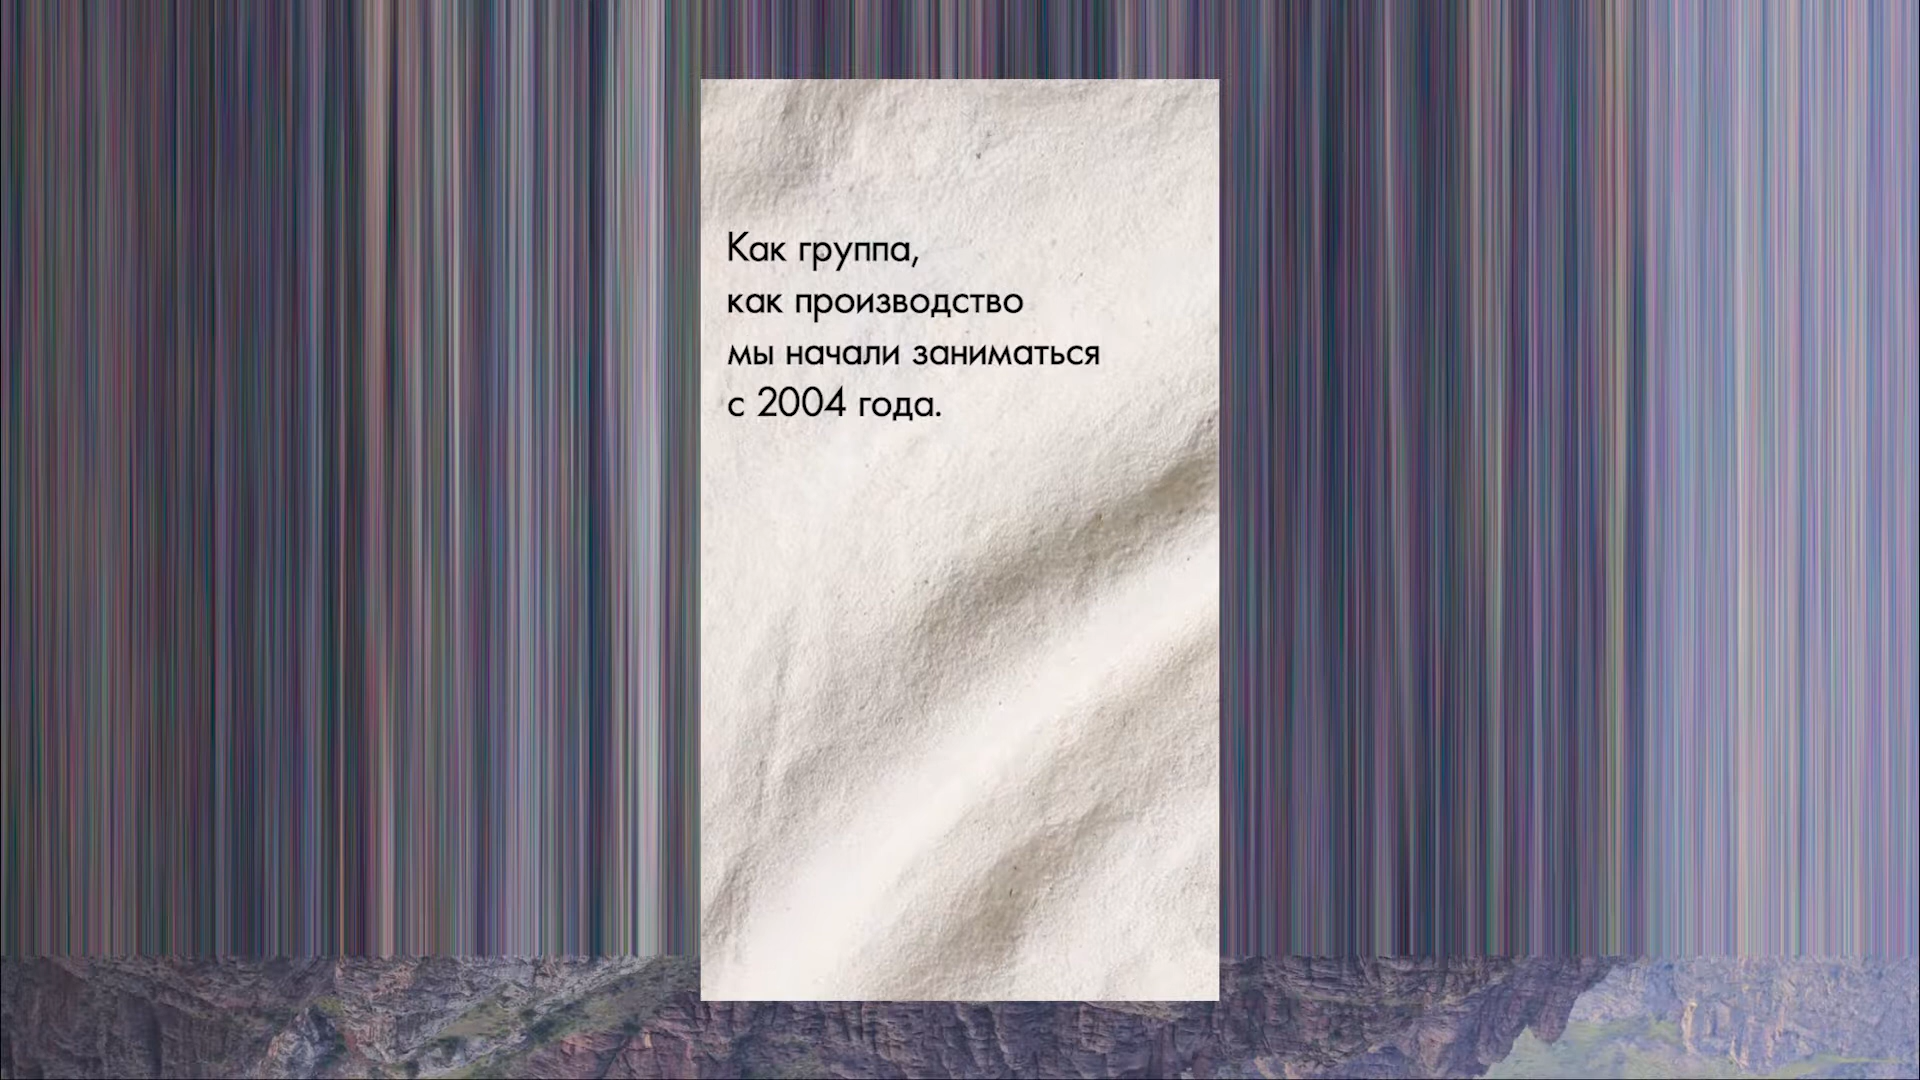 Как группа,
как производство
мы начали заниматься
с 2004 года.